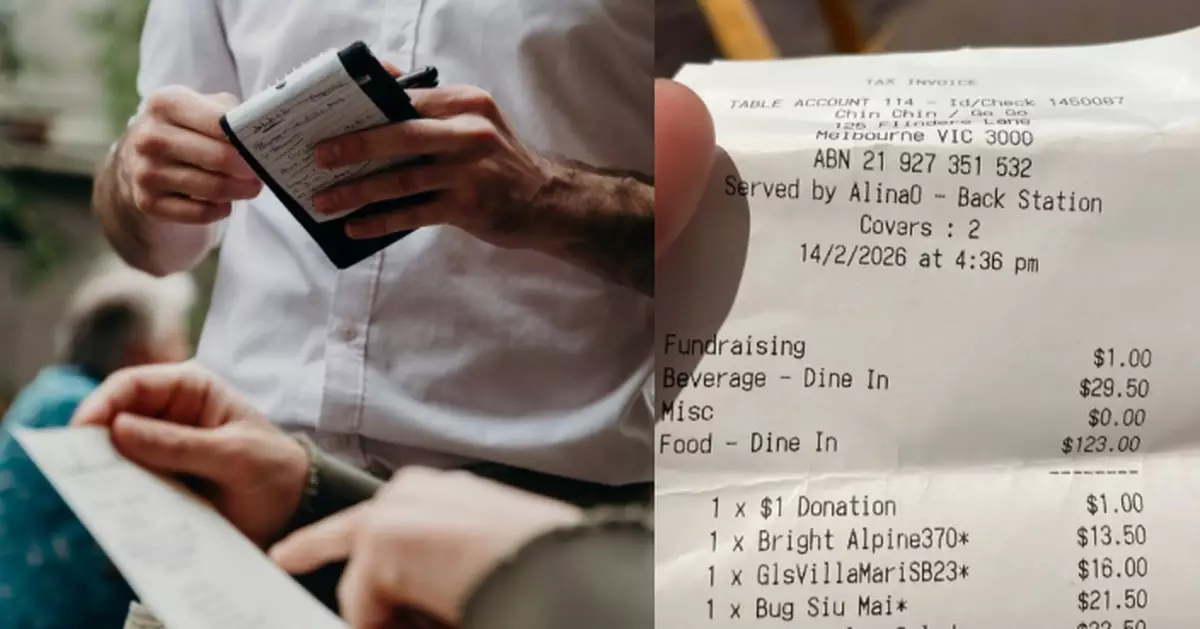 TAX INVOICE
TABLE ACCOUNT 114 - Id/Check 1450087
Chin Chin / Go Go
125 Flinders Lane
Melbourne VIC 3000
ABN 21 927 351 532
Served by AlinaO - Back Station
Covers : 2
14/2/2026 at 4:36 pm
Fundraising $1.00
Beverage - Dine In $29.50
Misc $0.00
Food - Dine In $123.00
--------
1 x $1 Donation $1.00
1 x Bright Alpine370* $13.50
1 x GlsVillaMariSB23* $16.00
1 x Bug Siu Mai* $21.50